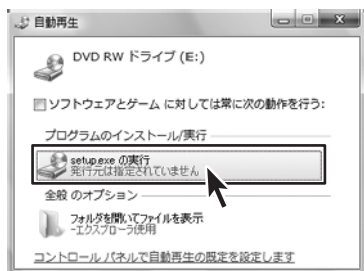 自動再生
DVD RW ドライブ (E:)
ソフトウェアとゲーム に対しては常に次の動作を行う:
プログラムのインストール/実行
setup.exe の実行
発行元は指定されていません
全般 のオプション
フォルダを開いてファイルを表示
-エクスプローラ使用
コントロール パネルで自動再生の既定を設定します